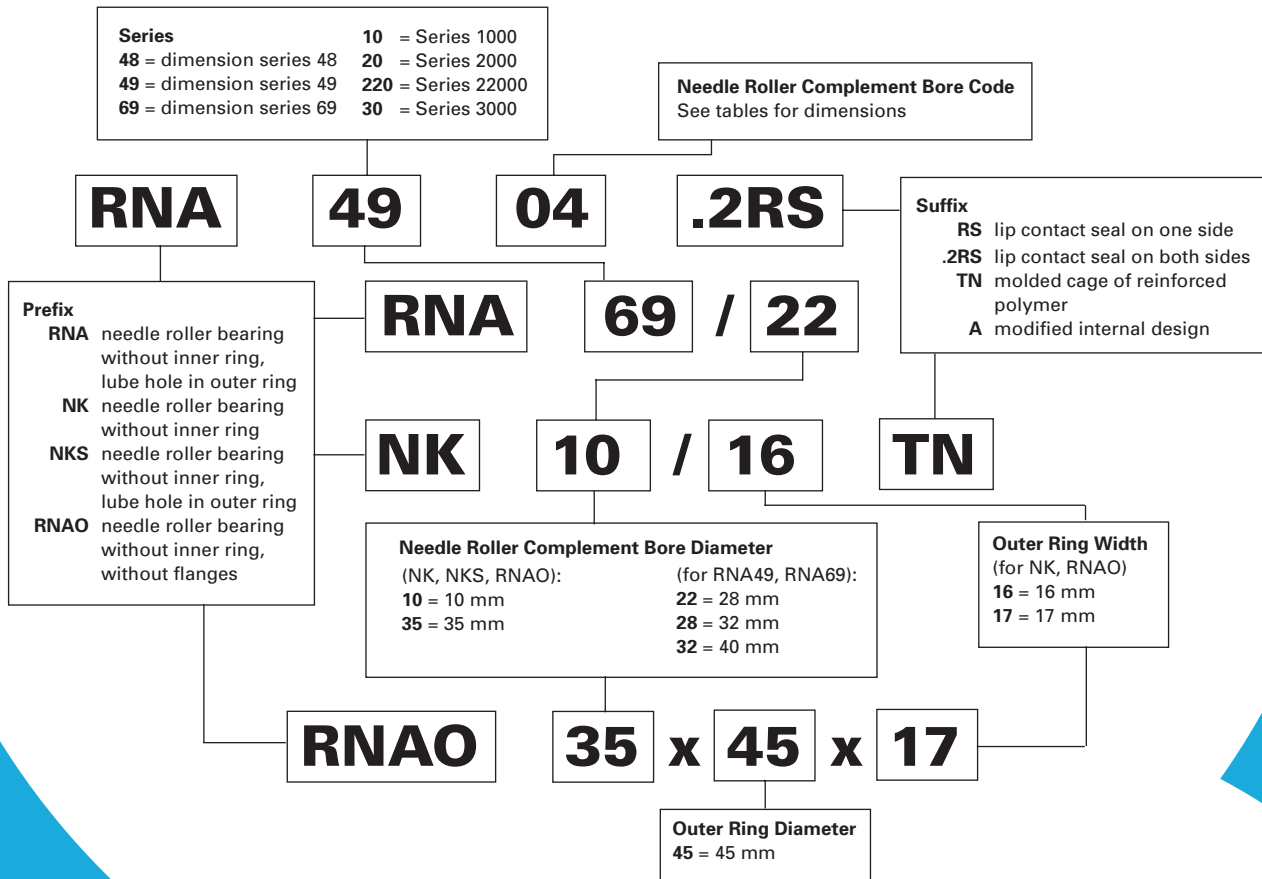 Series
48 = dimension series 48
49 = dimension series 49
69 = dimension series 69
10 = Series 1000
20 = Series 2000
220 = Series 22000
30 = Series 3000
Needle Roller Complement Bore Code
See tables for dimensions
RNA 49 04 .2RS
Suffix
RS lip contact seal on one side
.2RS lip contact seal on both sides
TN molded cage of reinforced
polymer
A modified internal design
Prefix
RNA needle roller bearing
without inner ring,
lube hole in outer ring
NK needle roller bearing
without inner ring
NKS needle roller bearing
without inner ring,
lube hole in outer ring
RNAO needle roller bearing
without inner ring,
without flanges
RNA 69 / 22
NK 10 / 16 TN
Needle Roller Complement Bore Diameter
(NK, NKS, RNAO):
10 = 10 mm
35 = 35 mm
(for RNA49, RNA69):
22 = 28 mm
28 = 32 mm
32 = 40 mm
Outer Ring Width
(for NK, RNAO)
16 = 16 mm
17 = 17 mm
RNAO 35 x 45 x 17
Outer Ring Diameter
45 = 45 mm